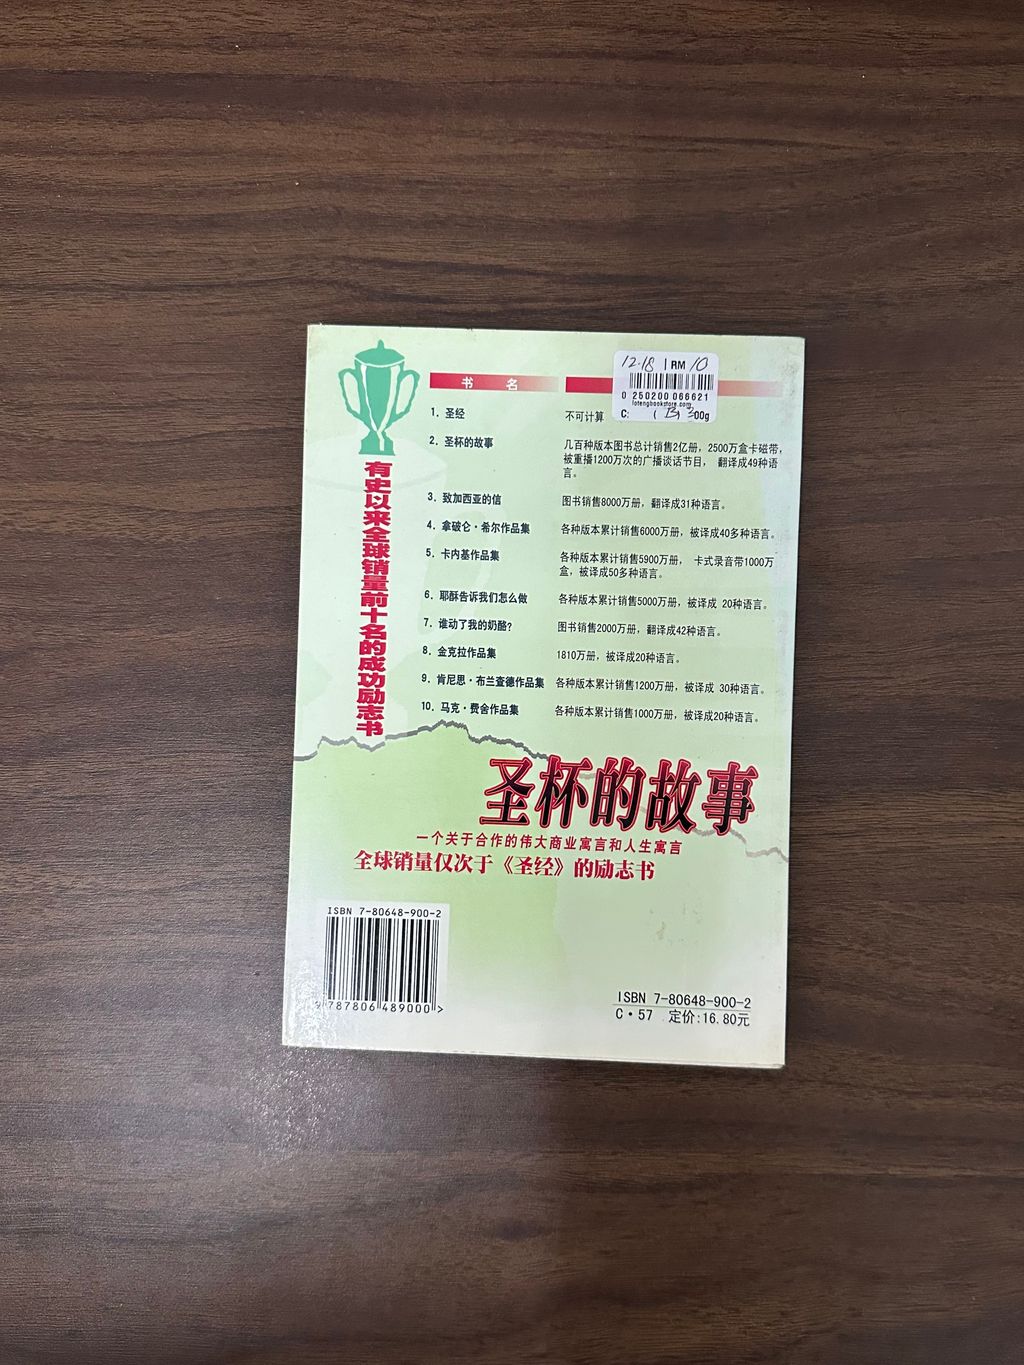 12.18 | RM 10
0 250200 066621
lotengbookstore.com
C: ( 00g
书 名
1. 圣经 不可计算
2. 圣杯的故事 几百种版本图书总计销售2亿册, 2500万盒卡磁带,
被重播1200万次的广播谈话节目, 翻译成49种语
言。
3. 致加西亚的信 图书销售8000万册, 翻译成31种语言。
4. 拿破仑·希尔作品集 各种版本累计销售6000万册, 被译成40多种语言。
5. 卡内基作品集 各种版本累计销售5900万册, 卡式录音带1000万
盒, 被译成50多种语言。
6. 耶酥告诉我们怎么做 各种版本累计销售5000万册, 被译成 20种语言。
7. 谁动了我的奶酪? 图书销售2000万册, 翻译成42种语言。
8. 金克拉作品集 1810万册, 被译成20种语言。
9. 肯尼思·布兰查德作品集 各种版本累计销售1200万册, 被译成 30种语言。
10. 马克·费舍作品集 各种版本累计销售1000万册, 被译成20种语言。
有史以来全球销量前十名的成功励志书
圣杯的故事
一个关于合作的伟大商业寓言和人生寓言
全球销量仅次于《圣经》的励志书
ISBN 7-80648-900-2
9 787806 489000 >
ISBN 7-80648-900-2
C·57 定价:16.80元